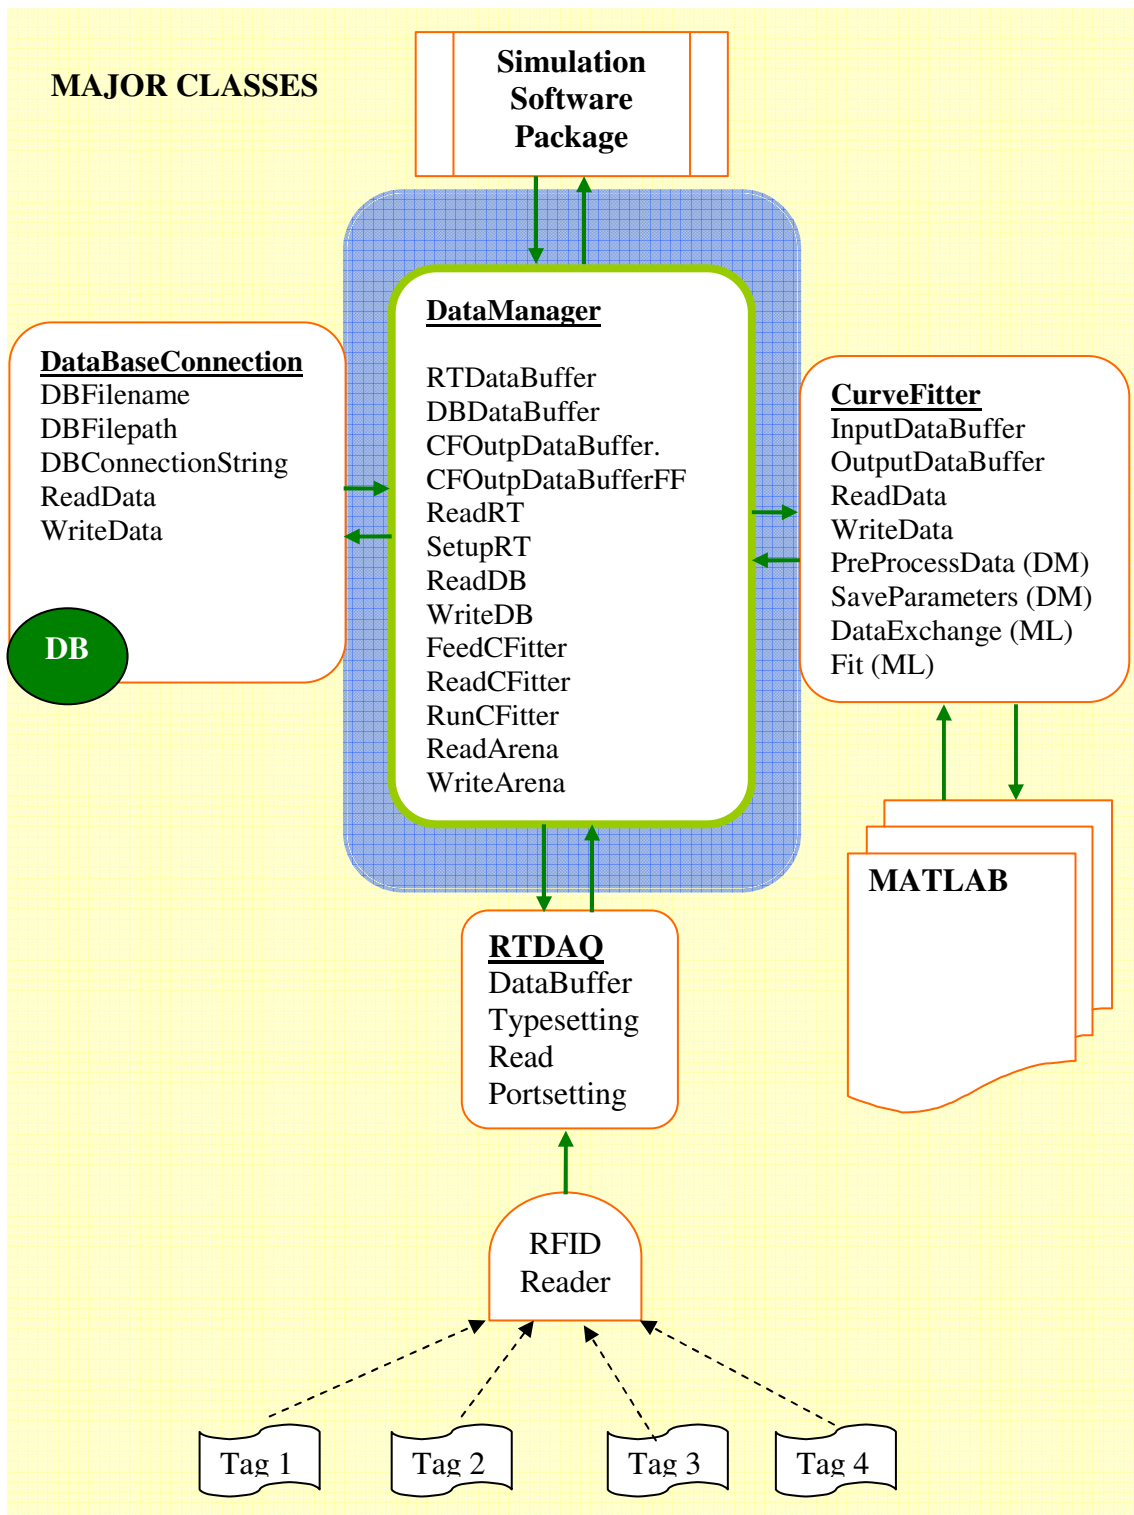 MAJOR CLASSES
Simulation
Software
Package
DataManager
RTDataBuffer
DBDataBuffer
CFOutpDataBuffer.
CFOutpDataBufferFF
ReadRT
SetupRT
ReadDB
WriteDB
FeedCFitter
ReadCFitter
RunCFitter
ReadArena
WriteArena
DataBaseConnection
DBFilename
DBFilepath
DBConnectionString
ReadData
WriteData
DB
CurveFitter
InputDataBuffer
OutputDataBuffer
ReadData
WriteData
PreProcessData (DM)
SaveParameters (DM)
DataExchange (ML)
Fit (ML)
MATLAB
RTDAQ
DataBuffer
Typesetting
Read
Portsetting
RFID
Reader
Tag 1
Tag 2
Tag 3
Tag 4